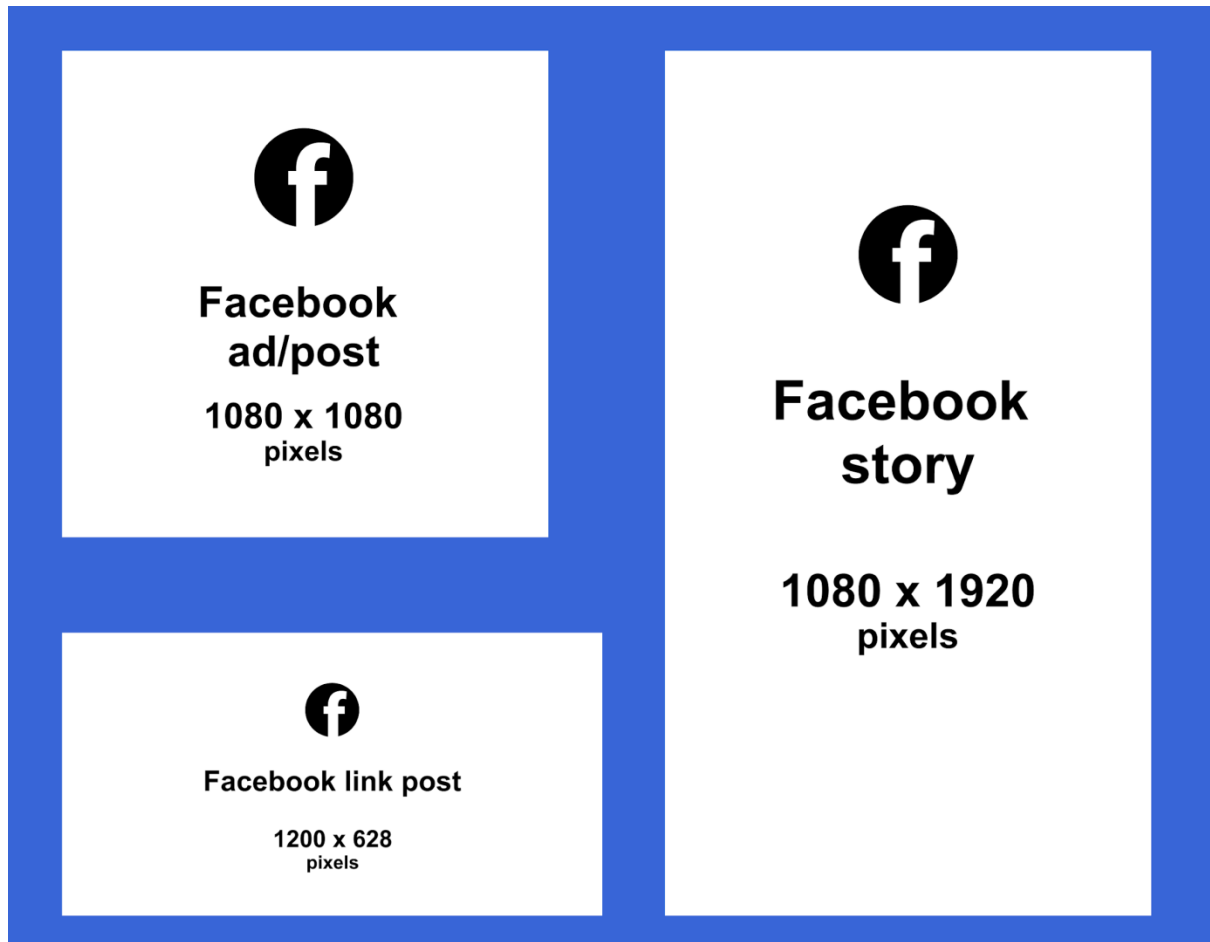 Facebook
ad/post
1080 x 1080
pixels
Facebook
story
1080 x 1920
pixels
Facebook link post
1200 x 628
pixels